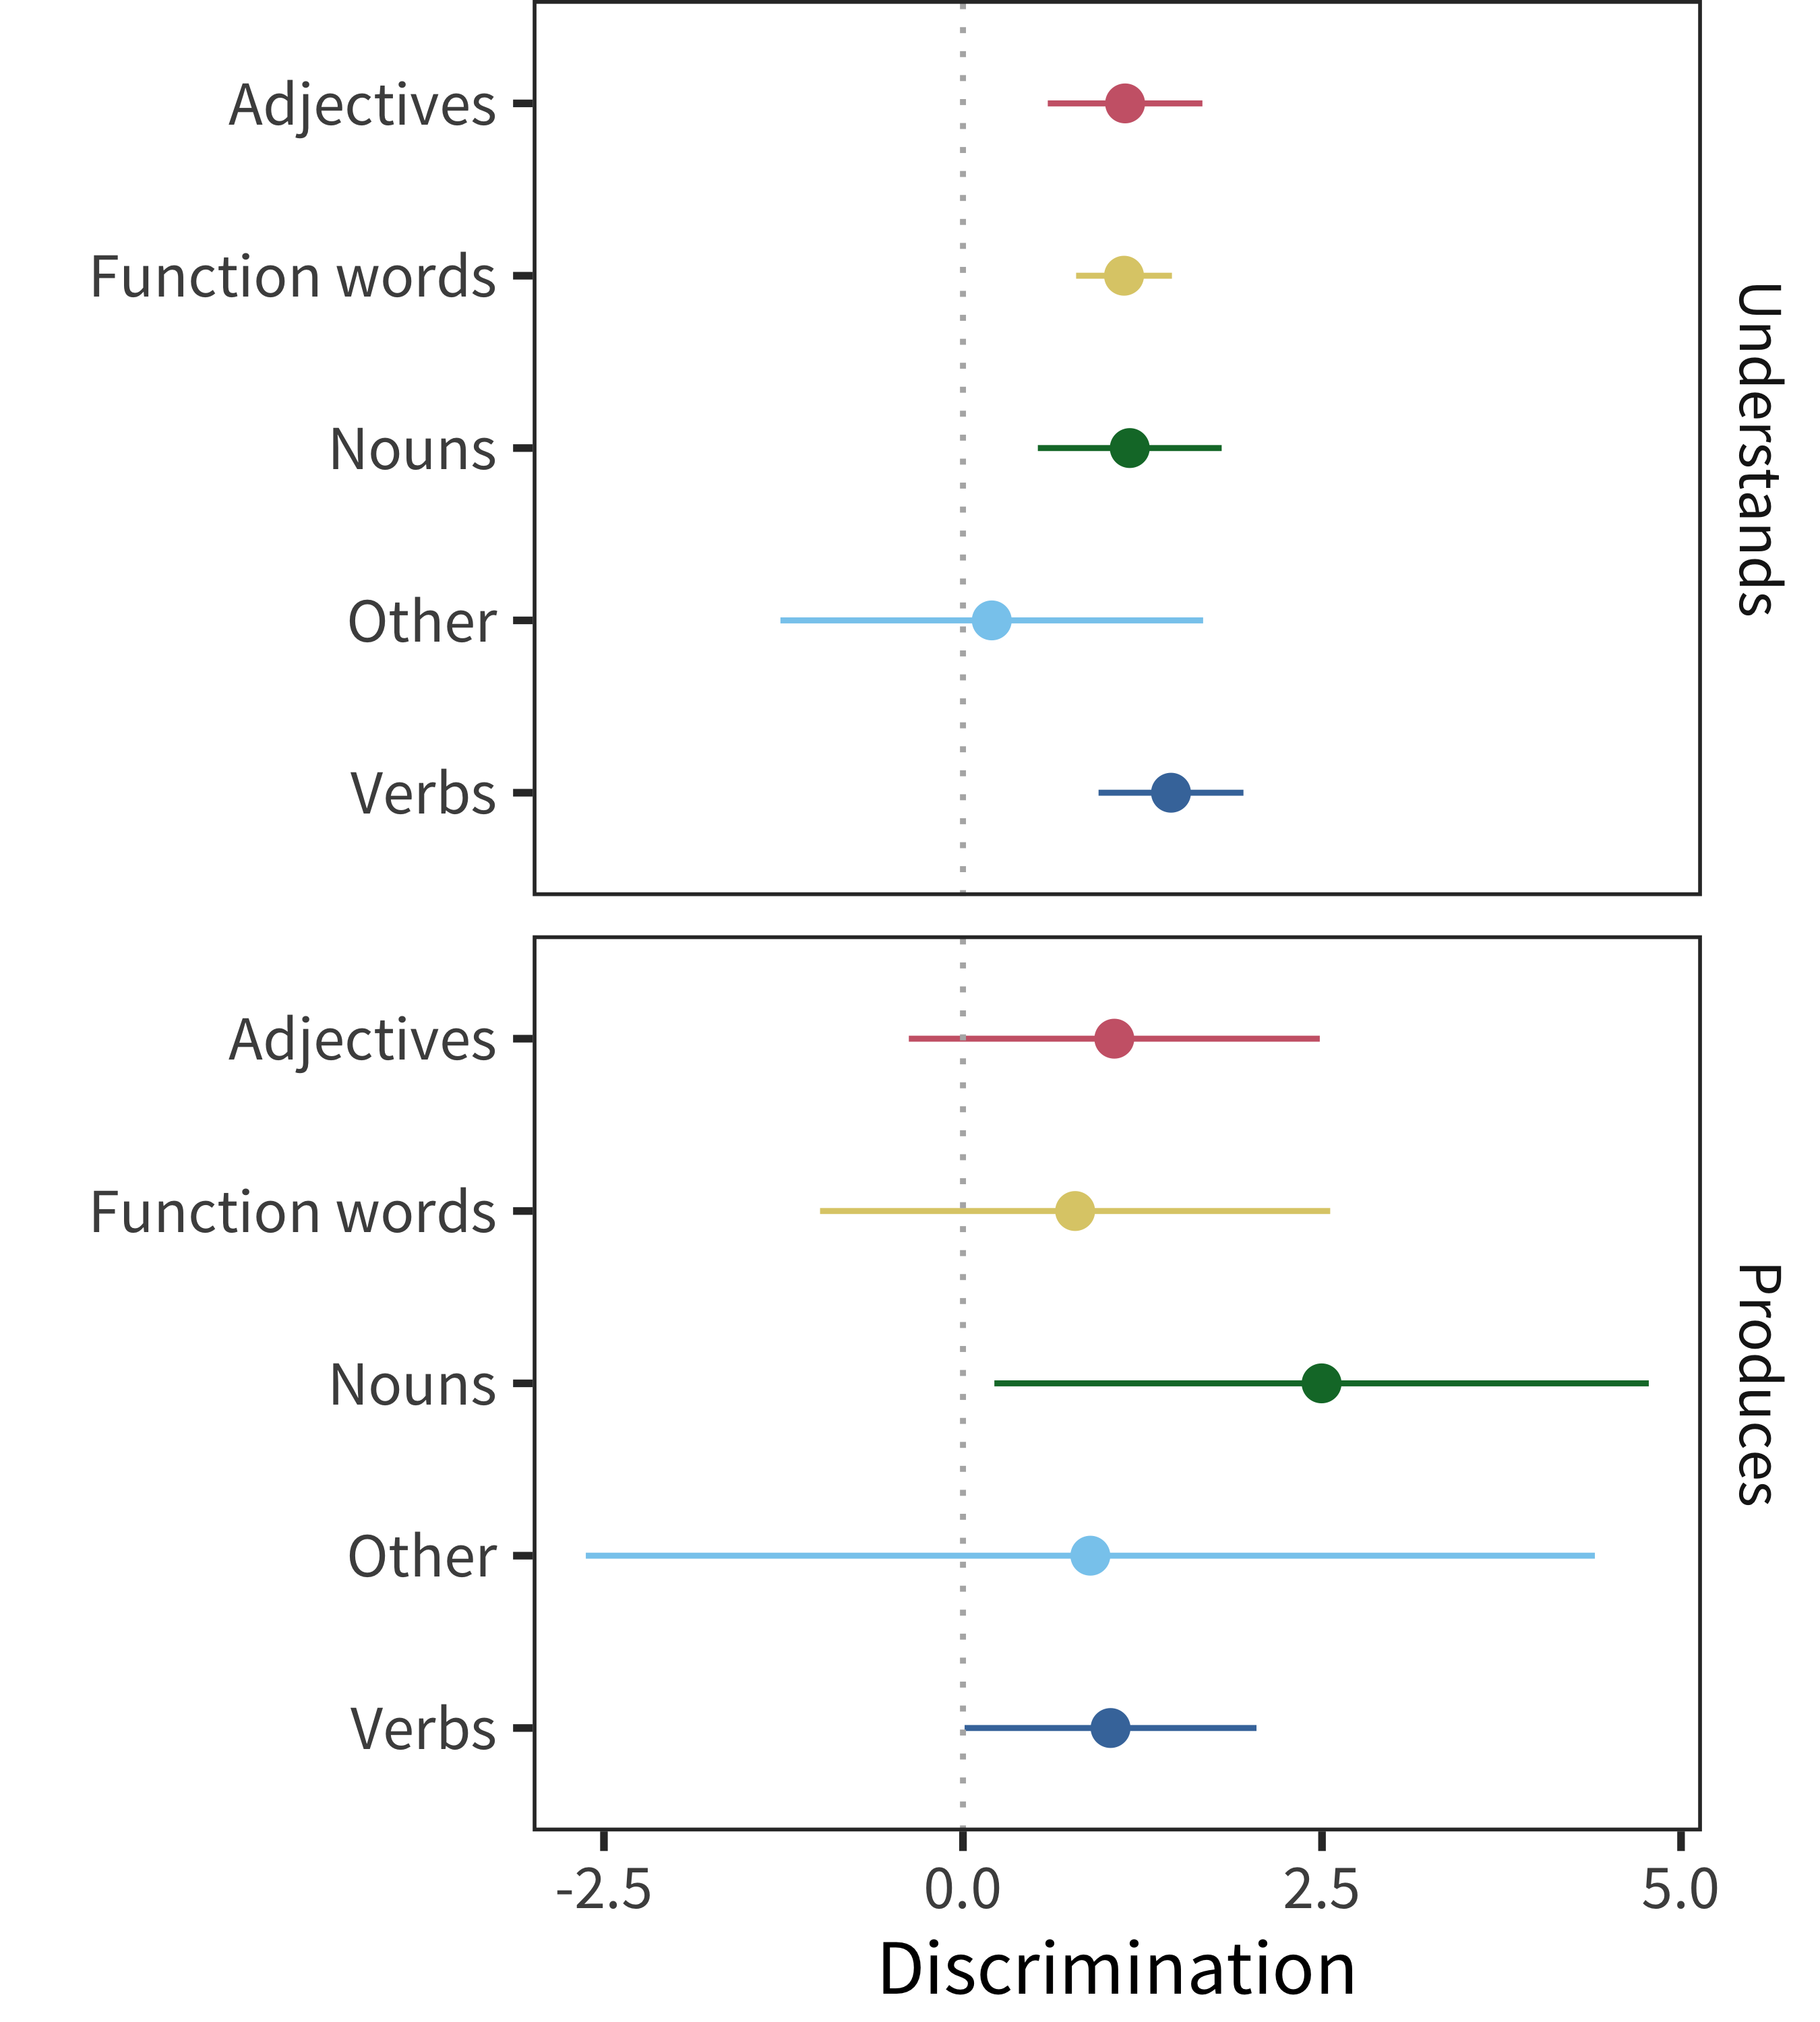 Adjectives
Function words
Nouns
Other
Verbs
Understands
Adjectives
Function words
Nouns
Other
Verbs
Produces
-2.5 0.0 2.5 5.0
Discrimination